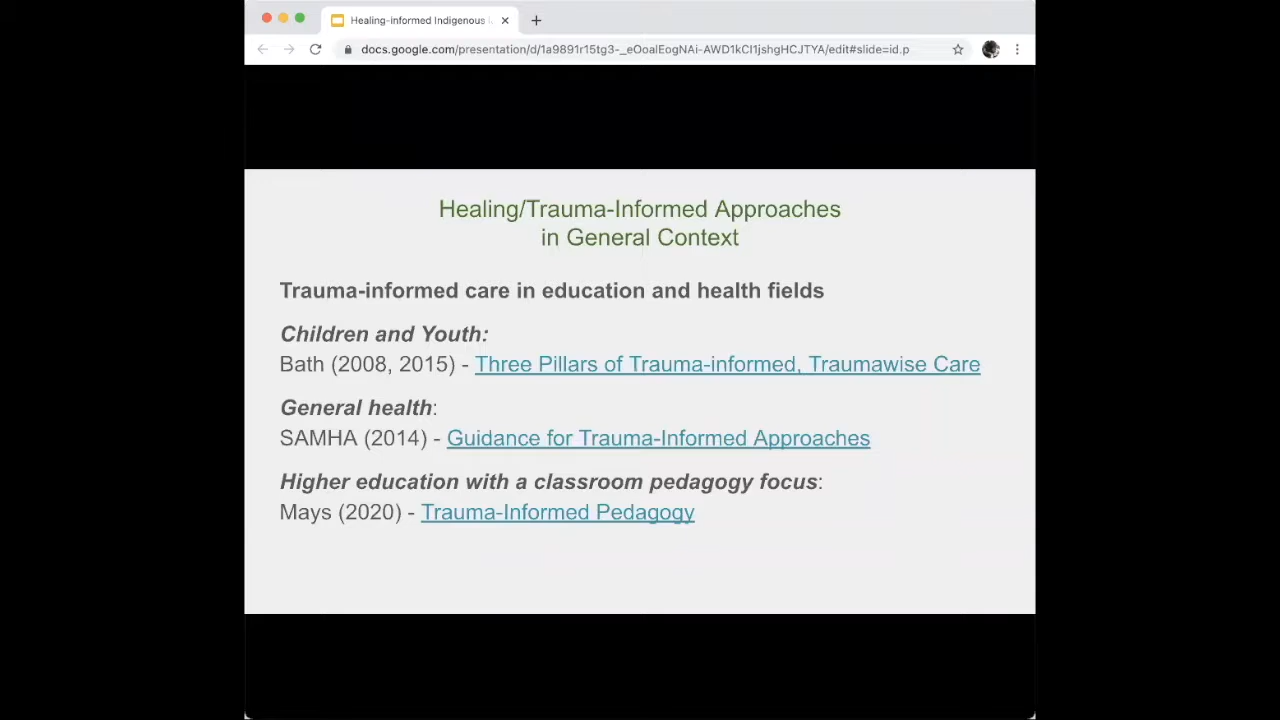 Healing-informed Indigenous
docs.google.com/presentation/d/1a9891r15tg3-_eOoalEogNAi-AWD1kCI1jshgHCJTYA/edit#slide=id.p
Healing/Trauma-Informed Approaches
in General Context
Trauma-informed care in education and health fields
Children and Youth:
Bath (2008, 2015) - Three Pillars of Trauma-informed, Traumawise Care
General health:
SAMHA (2014) - Guidance for Trauma-Informed Approaches
Higher education with a classroom pedagogy focus:
Mays (2020) - Trauma-Informed Pedagogy